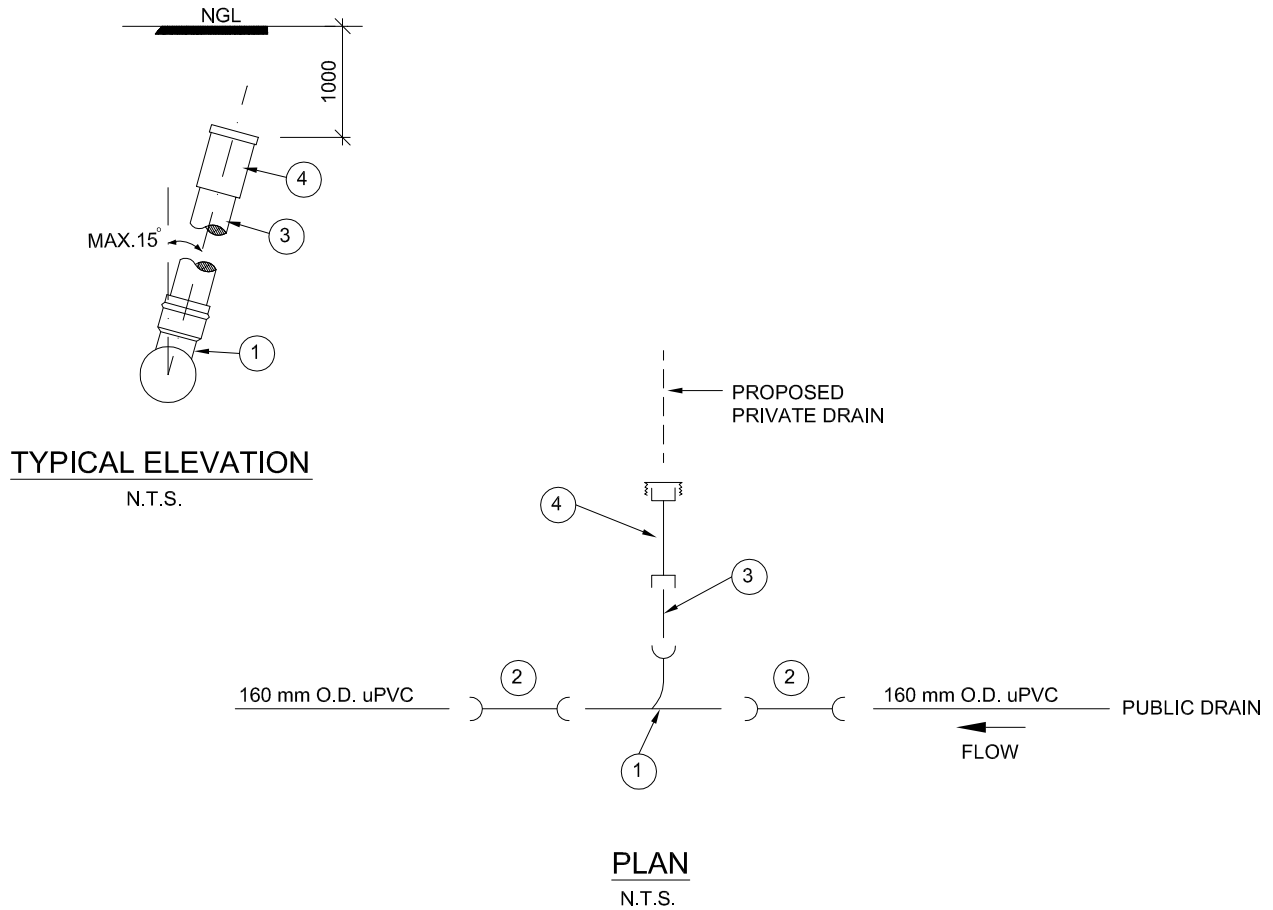 NGL
1000
4
3
MAX.15°
1
TYPICAL ELEVATION
N.T.S.
PROPOSED
PRIVATE DRAIN
4
3
2
2
160 mm O.D. uPVC
160 mm O.D. uPVC
PUBLIC DRAIN
FLOW
1
PLAN
N.T.S.